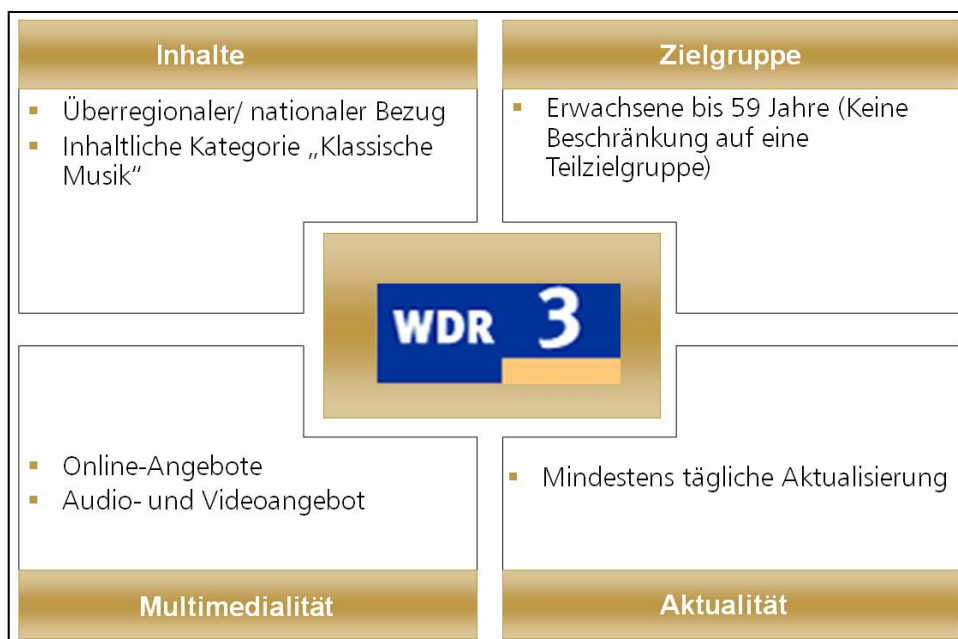 Inhalte
▪ Überregionaler/ nationaler Bezug
▪ Inhaltliche Kategorie „Klassische
Musik“
Zielgruppe
▪ Erwachsene bis 59 Jahre (Keine
Beschränkung auf eine
Teilzielgruppe)
WDR 3
▪ Online-Angebote
▪ Audio- und Videoangebot
Multimedialität
▪ Mindestens tägliche Aktualisierung
Aktualität